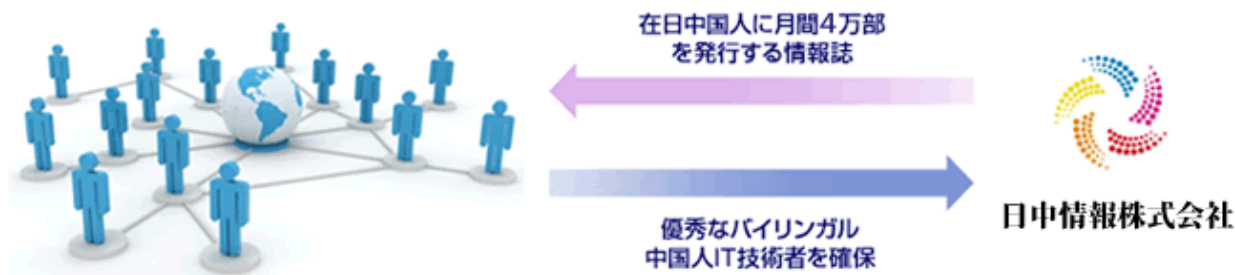 在日中国人に月間4万部
を発行する情報誌
優秀なバイリンガル
中国人IT技術者を確保
日中情報株式会社